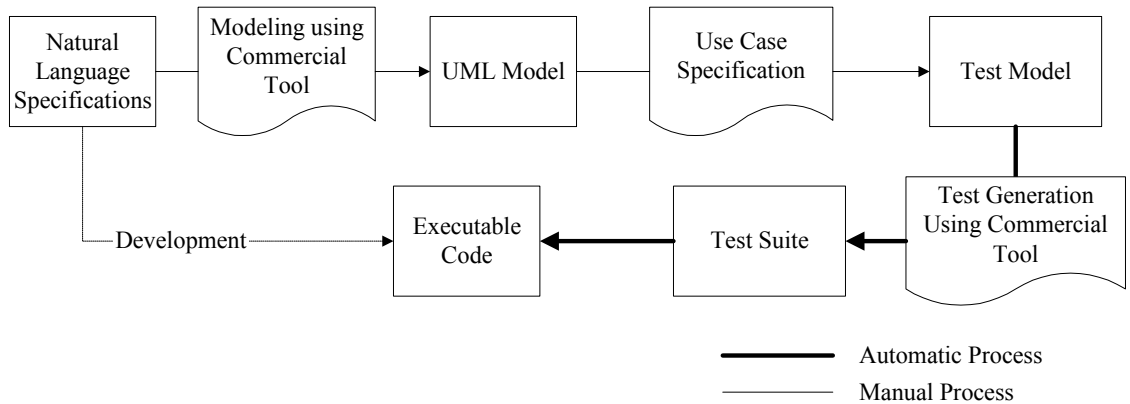 Natural
Language
Specifications
Modeling using
Commercial
Tool
UML Model
Use Case
Specification
Test Model
Development
Executable
Code
Test Suite
Test Generation
Using Commercial
Tool
Automatic Process
Manual Process